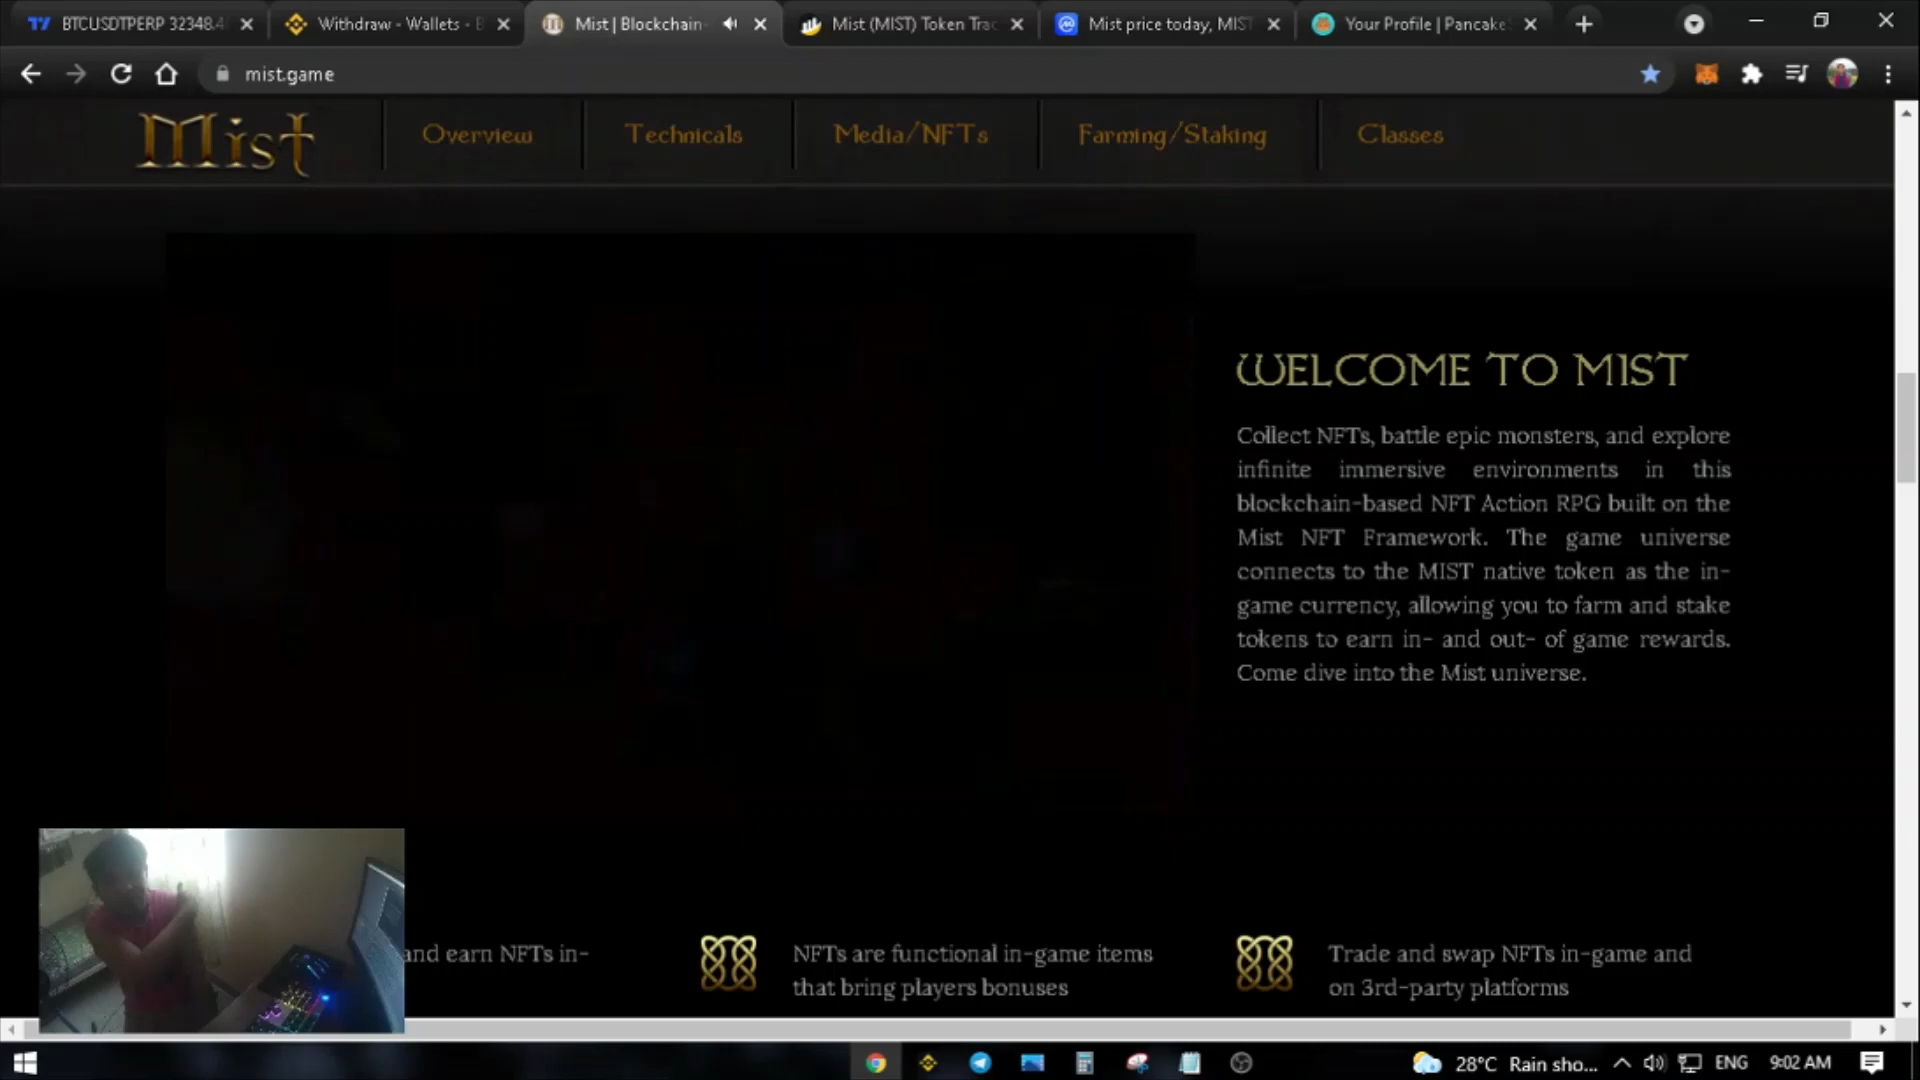 BTCUSDTPERP 32348.4
Withdraw - Wallets - B
Mist | Blockchain-
Mist (MIST) Token Trac
Mist price today, MIST
Your Profile | Pancake
mist.game
Mist
Overview
Technicals
Media/NFTs
Farming/Staking
Classes
WELCOME TO MIST
Collect NFTs, battle epic monsters, and explore
infinite immersive environments in this
blockchain-based NFT Action RPG built on the
Mist NFT Framework. The game universe
connects to the MIST native token as the in-
game currency, allowing you to farm and stake
tokens to earn in- and out- of game rewards.
Come dive into the Mist universe.
and earn NFTs in-
NFTs are functional in-game items
that bring players bonuses
Trade and swap NFTs in-game and
on 3rd-party platforms
28°C Rain sho...
ENG
9:02 AM